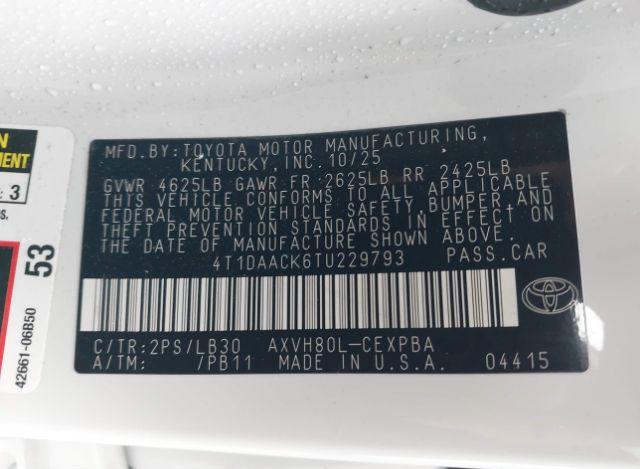 MFD.BY:TOYOTA MOTOR MANUFACTURING,
KENTUCKY,INC.10/25
GVWR 4625LB GAWR FR 2625LB RR 2425LB
THIS VEHICLE CONFORMS TO ALL APPLICABLE
FEDERAL MOTOR VEHICLE SAFETY,BUMPER,AND
THEFT PREVENTION STANDARDS IN EFFECT ON
THE DATE OF MANUFACTURE SHOWN ABOVE.
4T1DAACK6TU229793 PASS.CAR
C/TR:2PS/LB30 AXVH80L-CEXPBA
A/TM: /PB11 MADE IN U.S.A. 04415
: 3
53
42661-06B50